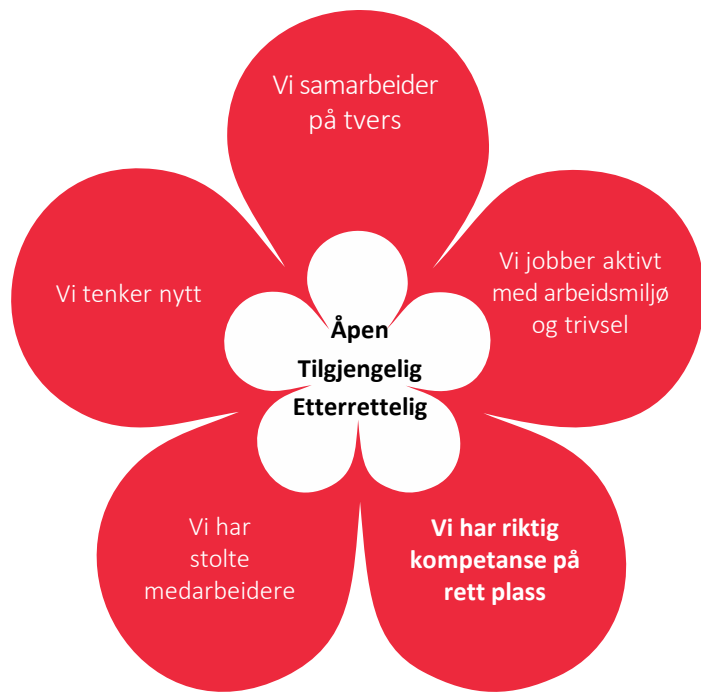 Vi samarbeider
på tvers
Vi jobber aktivt
med arbeidsmiljø
og trivsel
Vi tenker nytt
Åpen
Tilgjengelig
Etterrettelig
Vi har
stolte
medarbeidere
Vi har riktig
kompetanse på
rett plass